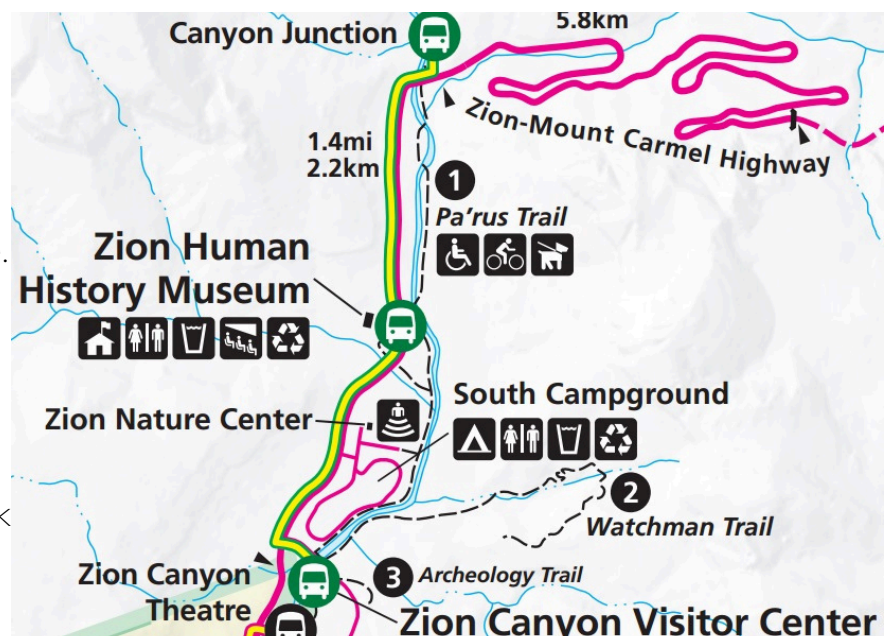 Canyon Junction
5.8km
Zion-Mount Carmel Highway
1.4mi
2.2km
1
Pa'rus Trail
Zion Human
History Museum
Zion Nature Center
South Campground
2
Watchman Trail
Zion Canyon
Theatre
3 Archeology Trail
Zion Canyon Visitor Center